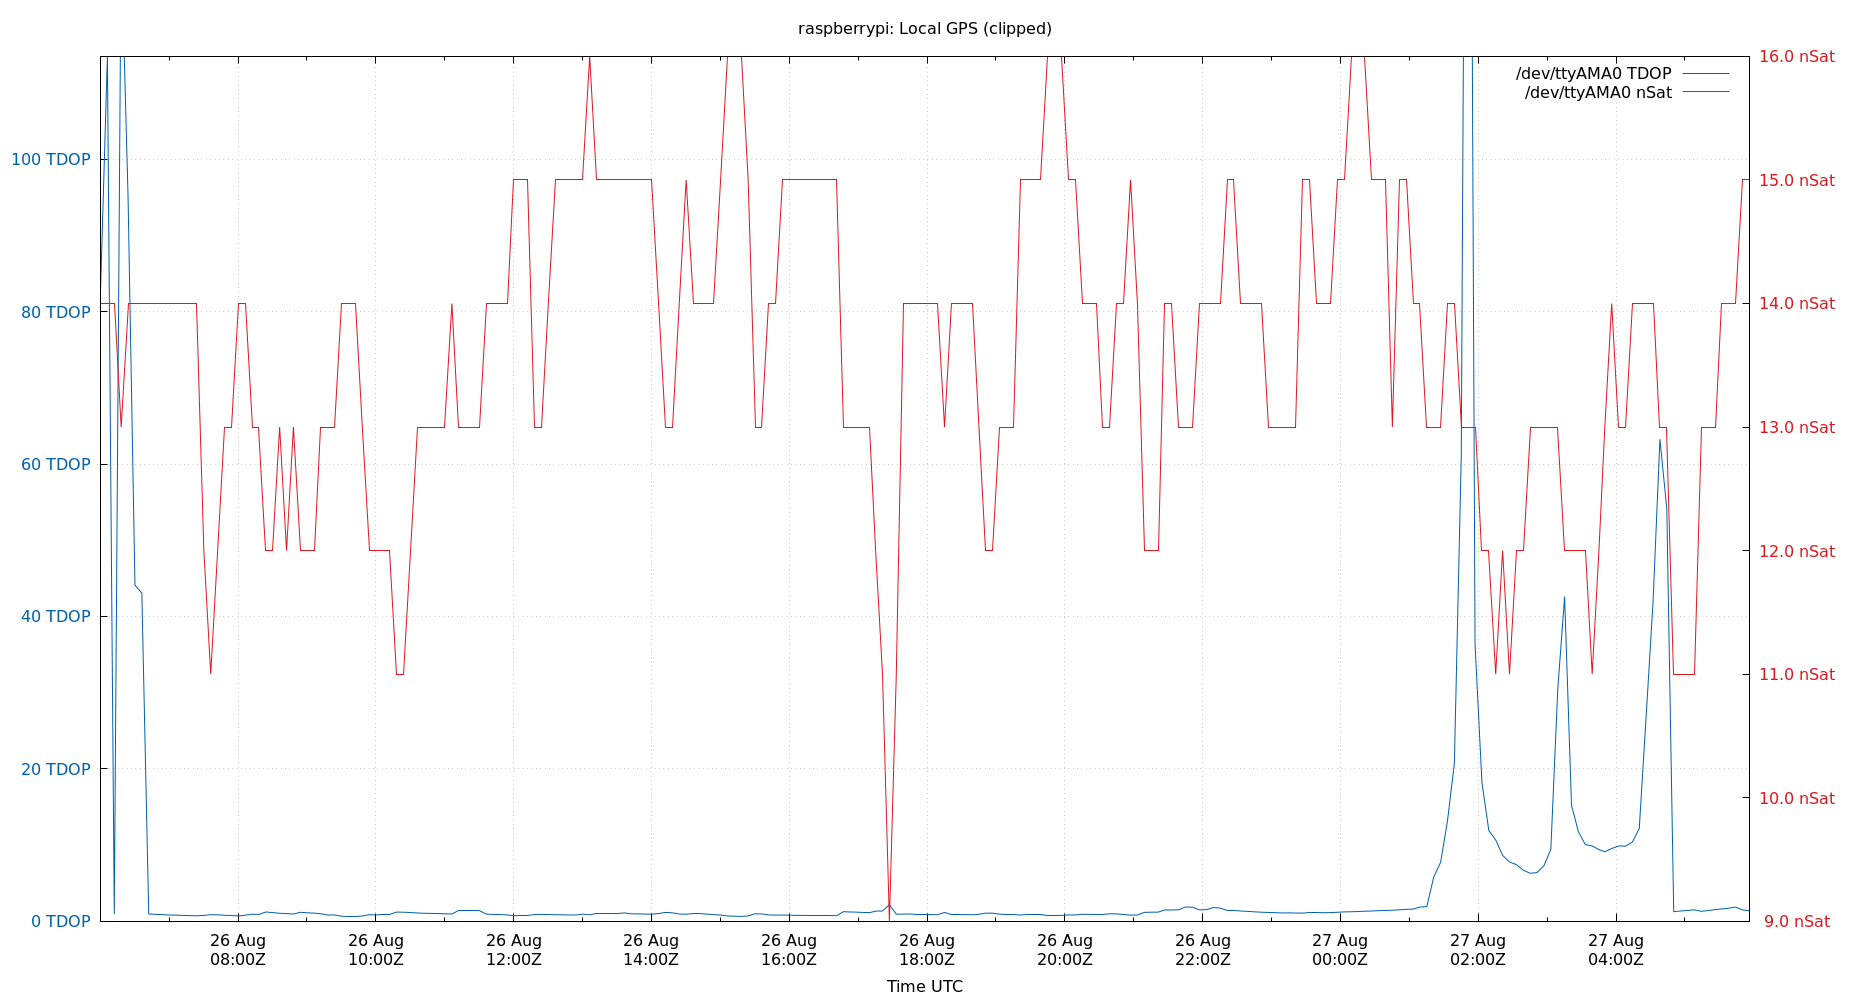 raspberrypi: Local GPS (clipped)
/dev/ttyAMA0 TDOP
/dev/ttyAMA0 nSat
100 TDOP
80 TDOP
60 TDOP
40 TDOP
20 TDOP
0 TDOP
16.0 nSat
15.0 nSat
14.0 nSat
13.0 nSat
12.0 nSat
11.0 nSat
10.0 nSat
9.0 nSat
26 Aug
08:00Z
26 Aug
10:00Z
26 Aug
12:00Z
26 Aug
14:00Z
26 Aug
16:00Z
26 Aug
18:00Z
26 Aug
20:00Z
26 Aug
22:00Z
27 Aug
00:00Z
27 Aug
02:00Z
27 Aug
04:00Z
Time UTC